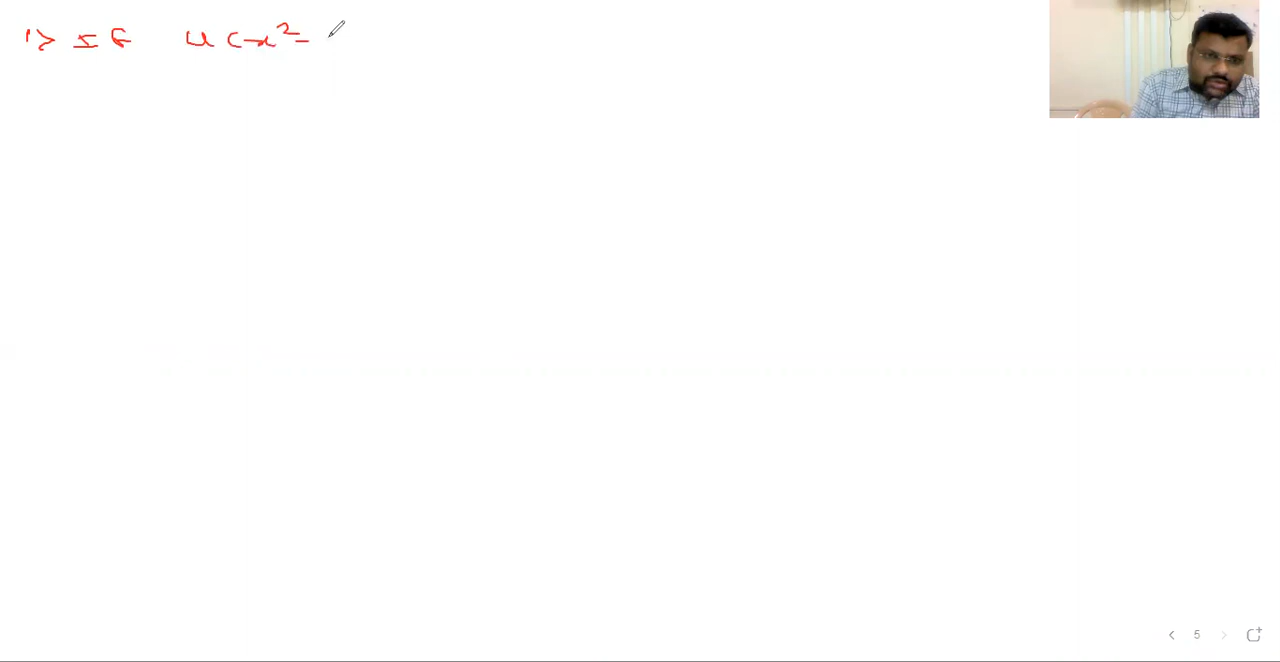 1) If u = x² -
5